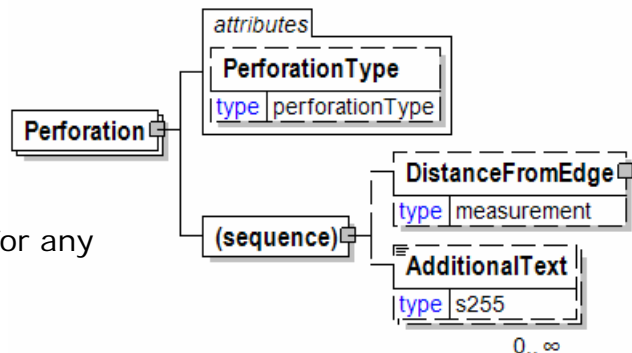 attributes
PerforationType
type perforationType
Perforation
DistanceFromEdge
type measurement
(sequence)
or any
AdditionalText
type s255
0.. ∞